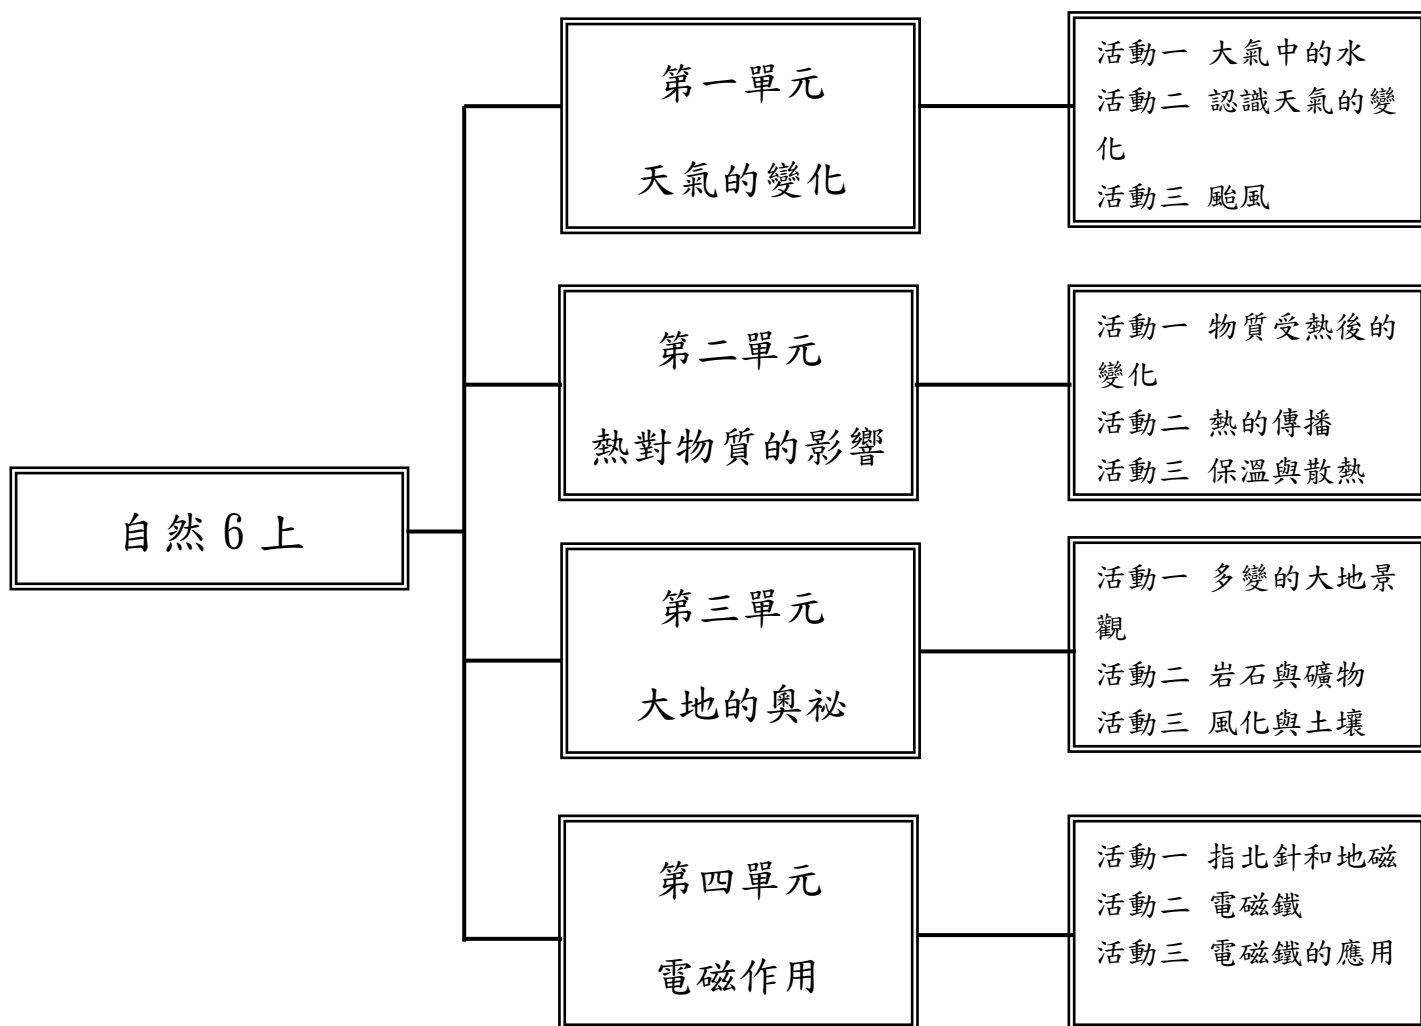 自然6上
第一單元
天氣的變化
活動一 大氣中的水
活動二 認識天氣的變
化
活動三 颱風
第二單元
熱對物質的影響
活動一 物質受熱後的
變化
活動二 熱的傳播
活動三 保溫與散熱
第三單元
大地的奧祕
活動一 多變的大地景
觀
活動二 岩石與礦物
活動三 風化與土壤
第四單元
電磁作用
活動一 指北針和地磁
活動二 電磁鐵
活動三 電磁鐵的應用